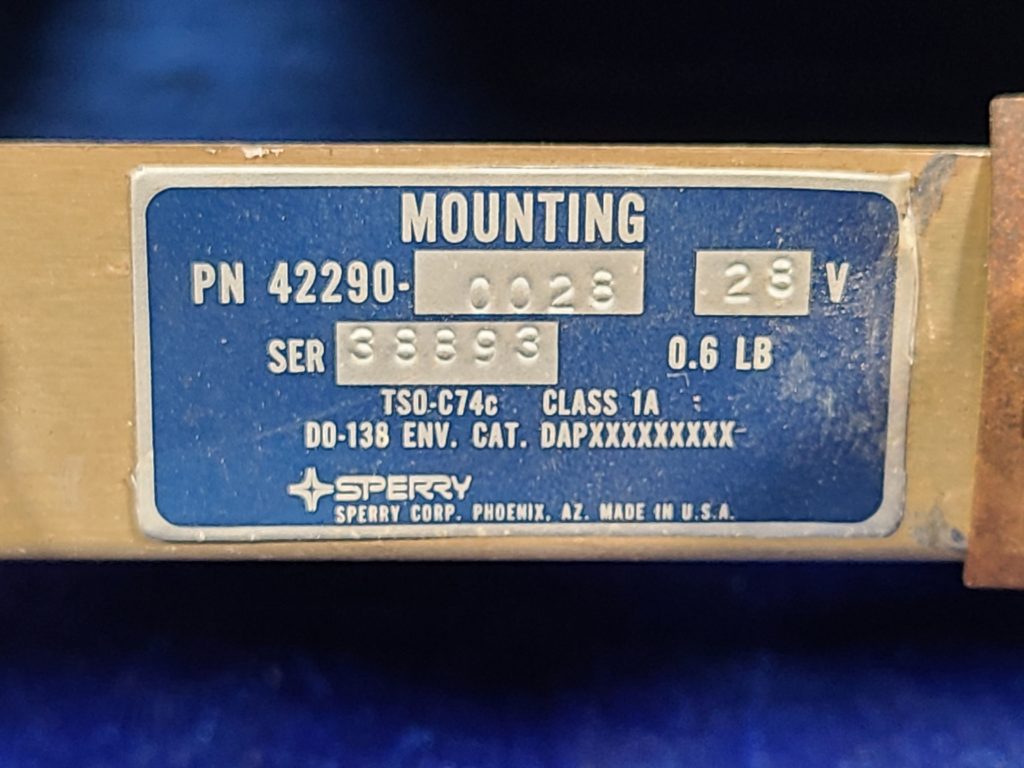 MOUNTING
PN 42290-0028 28 V
SER 38893 0.6 LB
TSO-C74c CLASS 1A
DO-138 ENV. CAT. DAPXXXXXXXXX
SPERRY
SPERRY CORP. PHOENIX, AZ. MADE IN U.S.A.